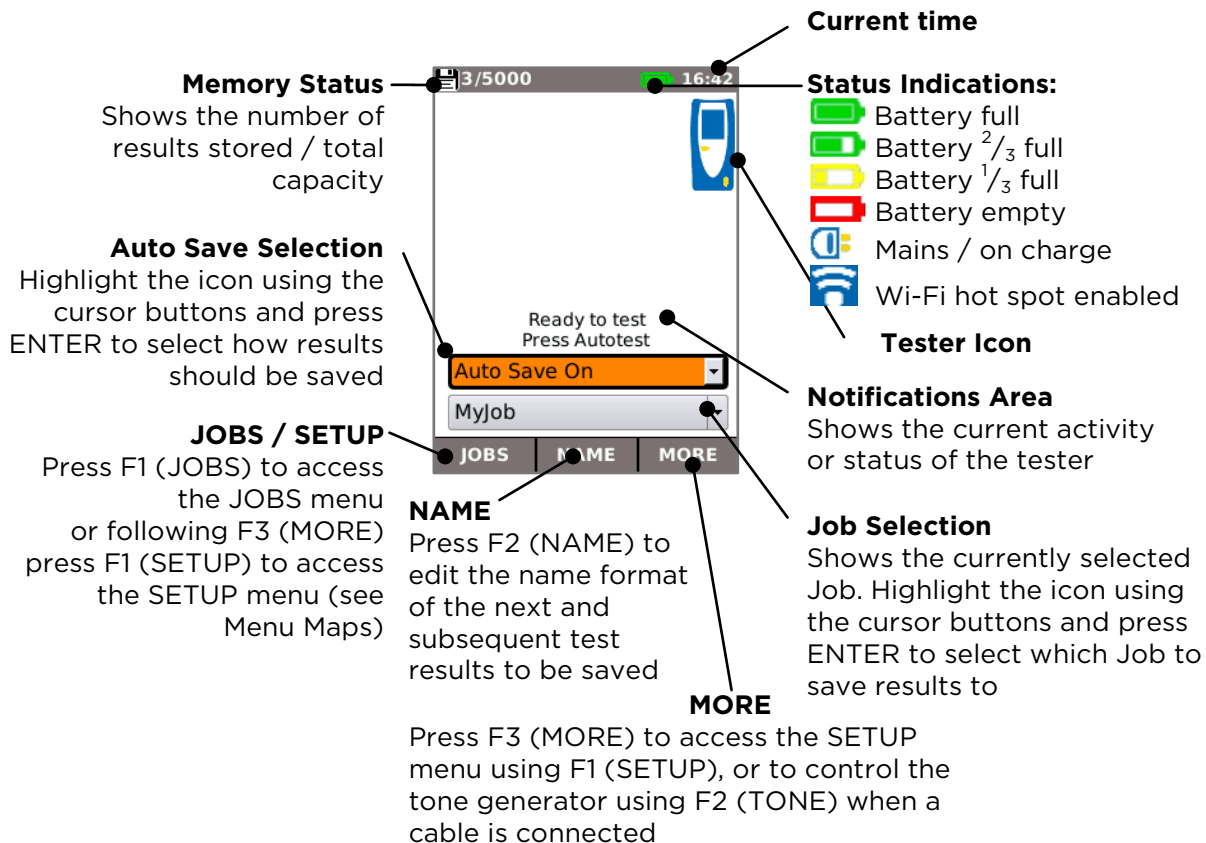 Current time
Memory Status
Shows the number of
results stored / total
capacity
3/5000
16:42
Status Indications:
Battery full
Battery 2/3 full
Battery 1/3 full
Battery empty
Mains / on charge
Wi-Fi hot spot enabled
Tester Icon
Auto Save Selection
Highlight the icon using the
cursor buttons and press
ENTER to select how results
should be saved
Ready to test
Press Autotest
Auto Save On
MyJob
JOBS
NAME
MORE
Notifications Area
Shows the current activity
or status of the tester
JOBS / SETUP
Press F1 (JOBS) to access
the JOBS menu
or following F3 (MORE)
press F1 (SETUP) to access
the SETUP menu (see
Menu Maps)
NAME
Press F2 (NAME) to
edit the name format
of the next and
subsequent test
results to be saved
Job Selection
Shows the currently selected
Job. Highlight the icon using
the cursor buttons and press
ENTER to select which Job to
save results to
MORE
Press F3 (MORE) to access the SETUP
menu using F1 (SETUP), or to control the
tone generator using F2 (TONE) when a
cable is connected